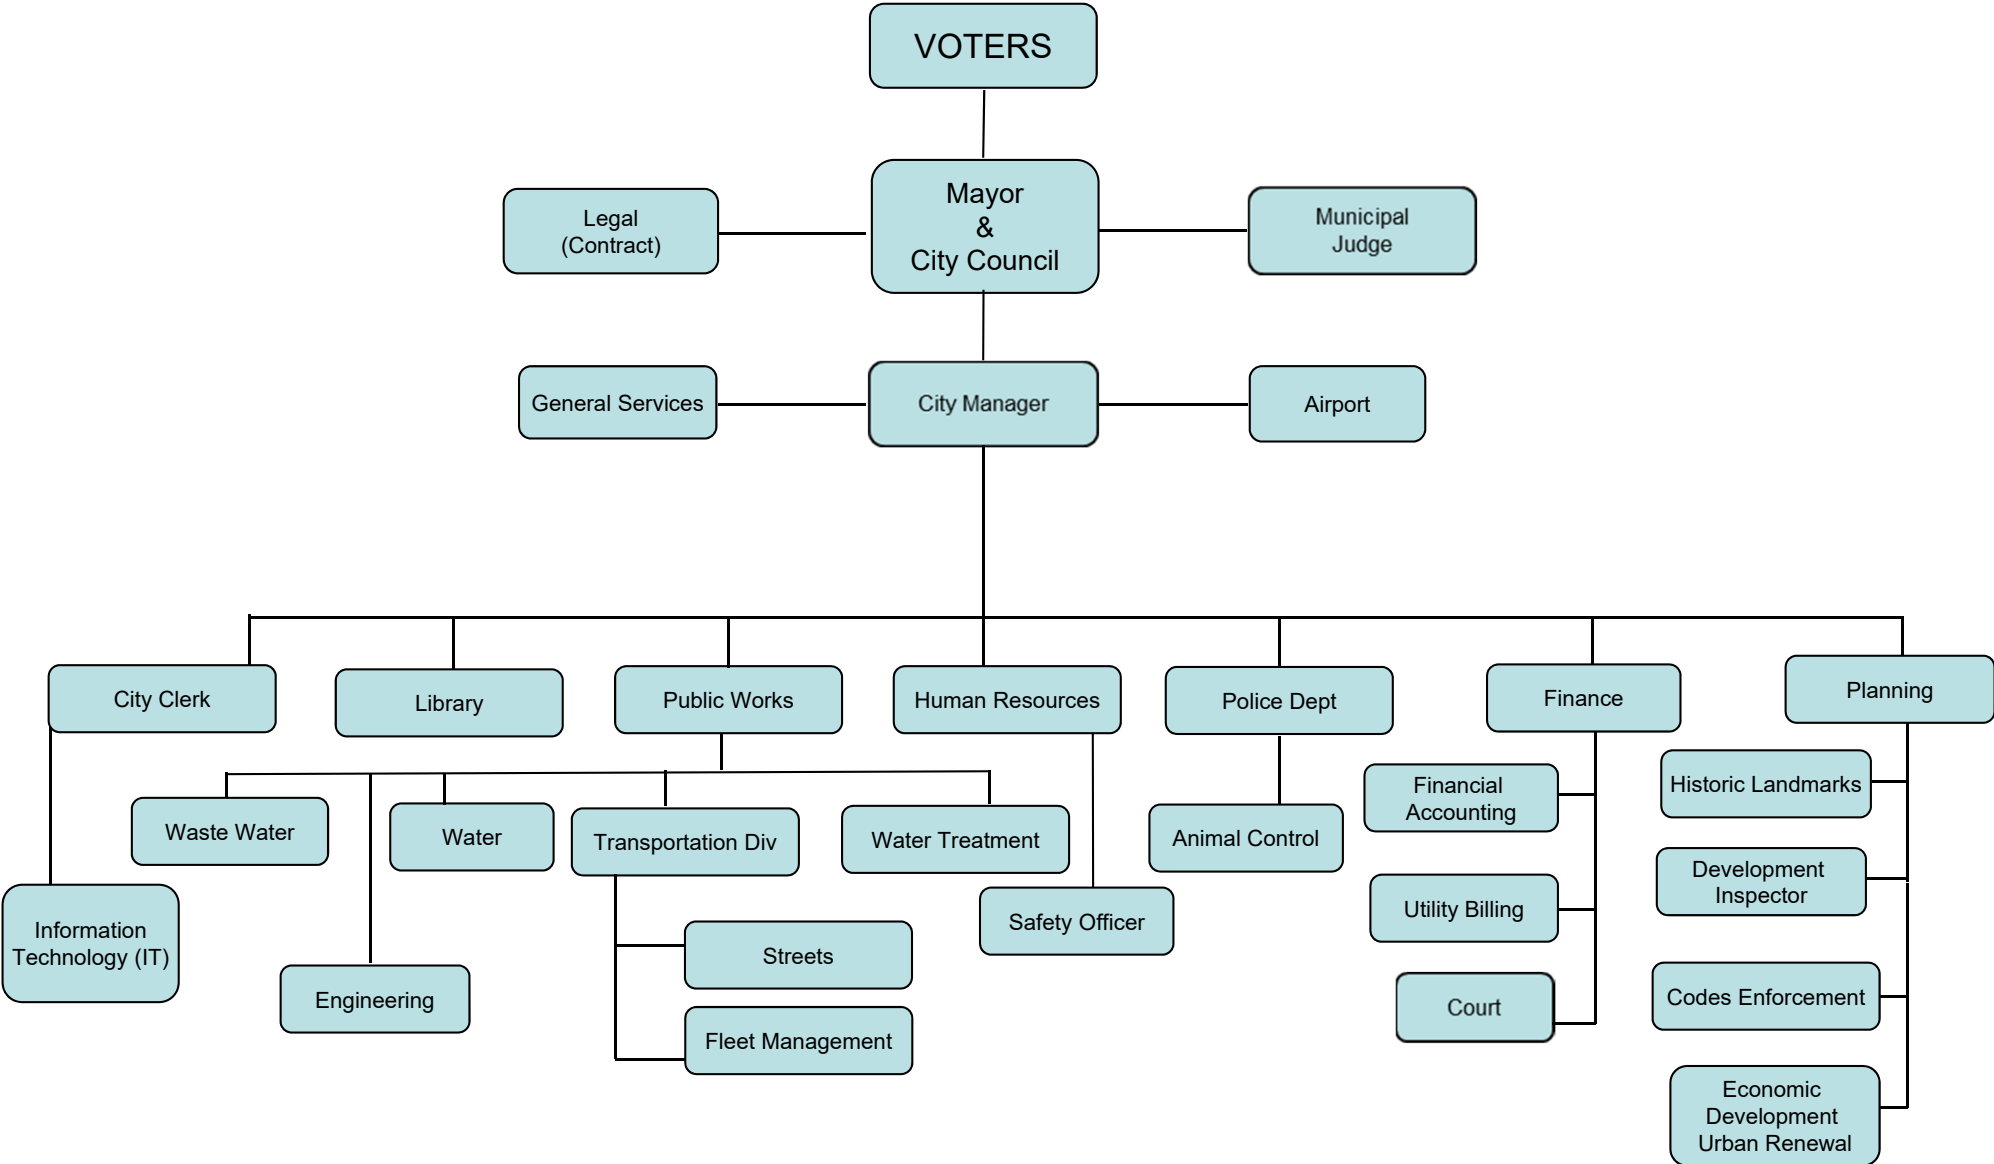 VOTERS
Mayor
&
City Council
Legal
(Contract)
Municipal
Judge
General Services
City Manager
Airport
City Clerk
Library
Public Works
Human Resources
Police Dept
Finance
Planning
Waste Water
Water
Transportation Div
Water Treatment
Animal Control
Financial
Accounting
Historic Landmarks
Information
Technology (IT)
Engineering
Streets
Fleet Management
Safety Officer
Utility Billing
Court
Development
Inspector
Codes Enforcement
Economic
Development
Urban Renewal